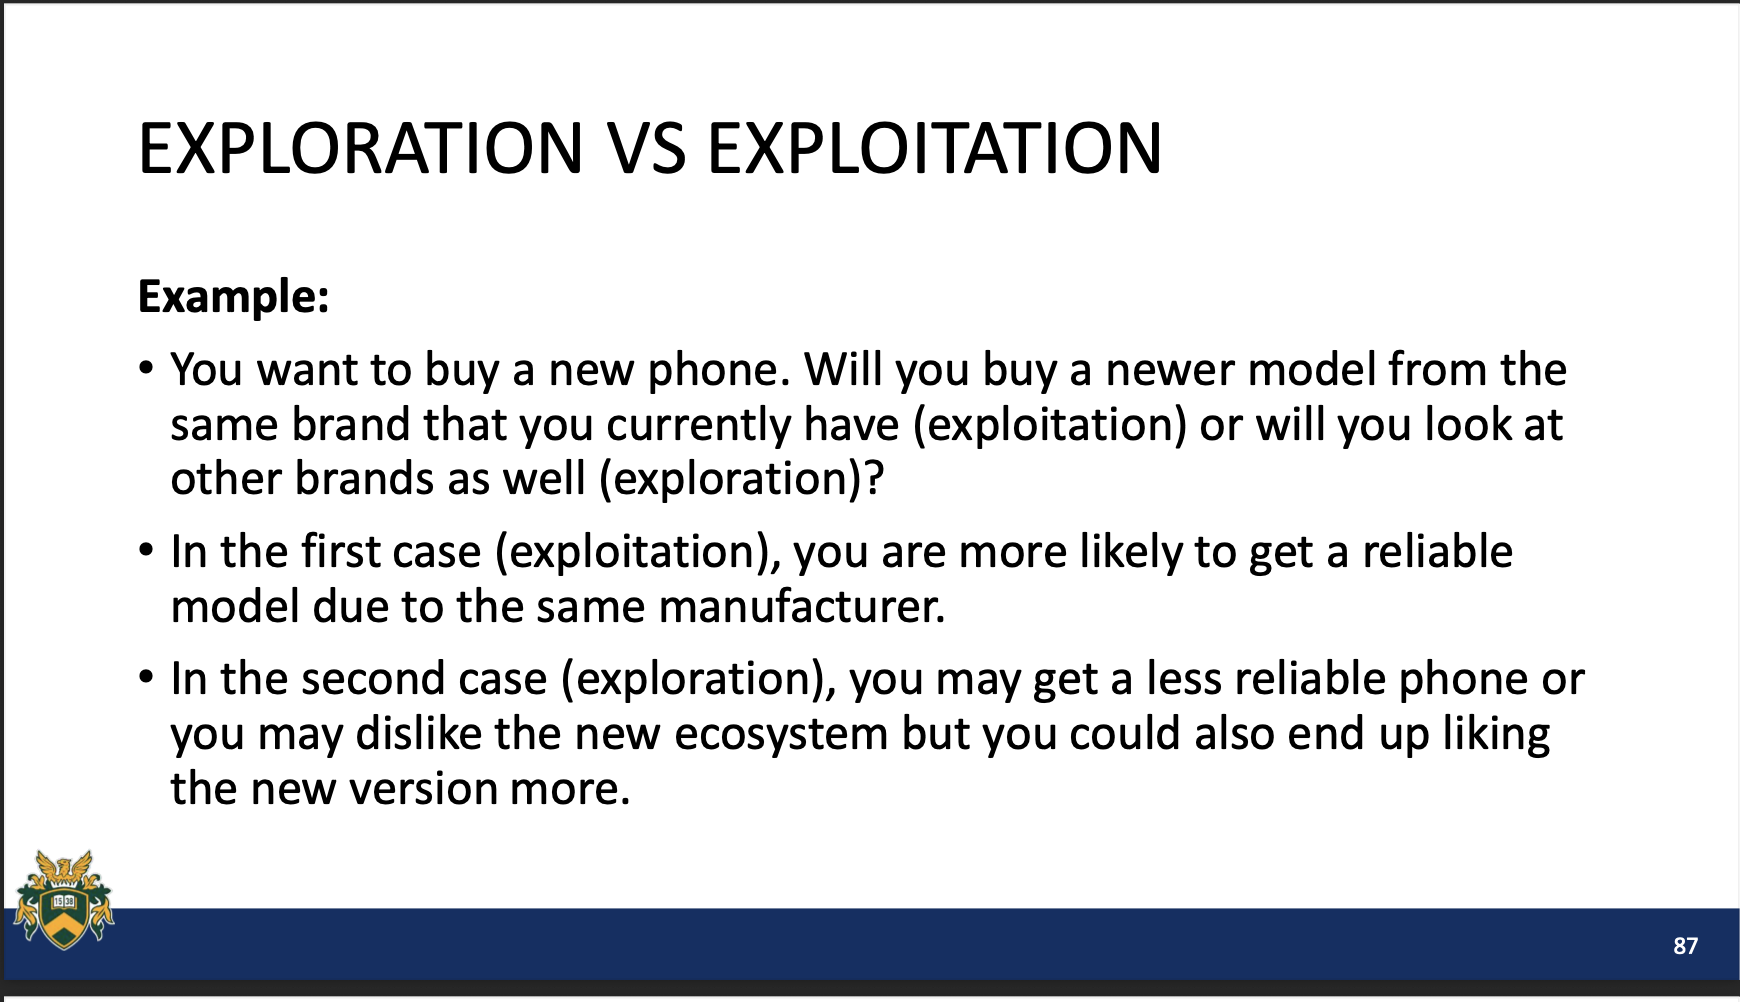 EXPLORATION VS EXPLOITATION
Example:
• You want to buy a new phone. Will you buy a newer model from the
same brand that you currently have (exploitation) or will you look at
other brands as well (exploration)?
• In the first case (exploitation), you are more likely to get a reliable
model due to the same manufacturer.
• In the second case (exploration), you may get a less reliable phone or
you may dislike the new ecosystem but you could also end up liking
the new version more.
15 38
87